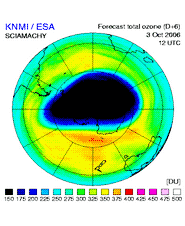 KNMI / ESA
SCIAMACHY
Forecast total ozone (D+6)
3 Oct 2006
12 UTC
[DU]
150 175 200 225 250 275 300 325 350 375 400 425 450 475 500